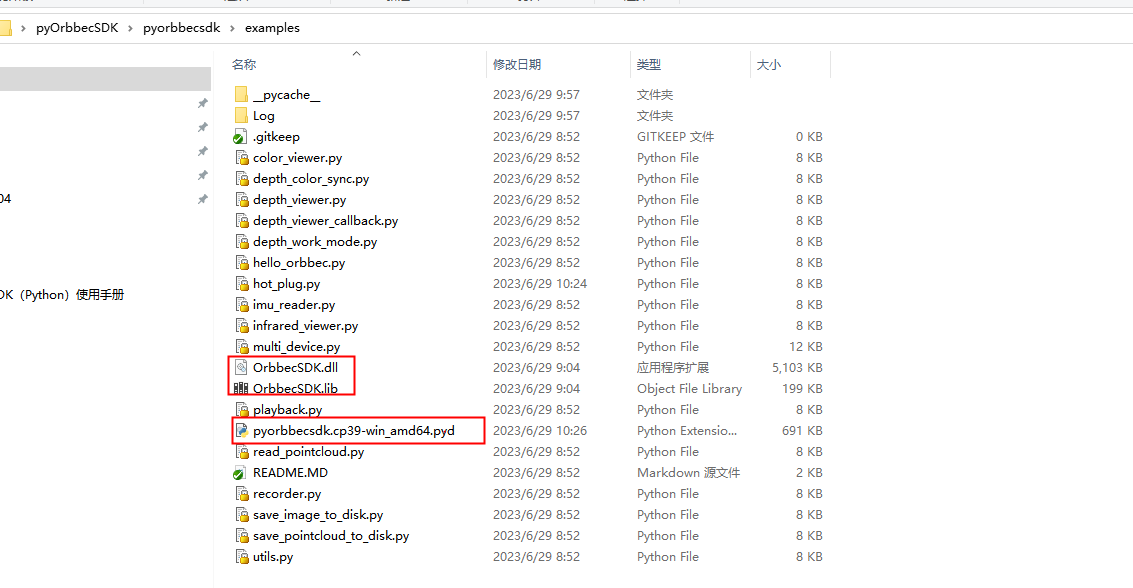 pyOrbbecSDK › pyorbbecsdk › examples
名称 修改日期 类型 大小
__pycache__ 2023/6/29 9:57 文件夹
Log 2023/6/29 9:57 文件夹
.gitkeep 2023/6/29 8:52 GITKEEP 文件 0 KB
color_viewer.py 2023/6/29 8:52 Python File 8 KB
depth_color_sync.py 2023/6/29 8:52 Python File 8 KB
depth_viewer.py 2023/6/29 8:52 Python File 8 KB
04
depth_viewer_callback.py 2023/6/29 8:52 Python File 8 KB
depth_work_mode.py 2023/6/29 8:52 Python File 8 KB
hello_orbbec.py 2023/6/29 8:52 Python File 8 KB
hot_plug.py 2023/6/29 10:24 Python File 8 KB
DK（Python）使用手册
imu_reader.py 2023/6/29 8:52 Python File 8 KB
infrared_viewer.py 2023/6/29 8:52 Python File 8 KB
multi_device.py 2023/6/29 8:52 Python File 12 KB
OrbbecSDK.dll 2023/6/29 9:04 应用程序扩展 5,103 KB
OrbbecSDK.lib 2023/6/29 9:04 Object File Library 199 KB
playback.py 2023/6/29 8:52 Python File 8 KB
pyorbbecsdk.cp39-win_amd64.pyd 2023/6/29 10:26 Python Extensio... 691 KB
read_pointcloud.py 2023/6/29 8:52 Python File 8 KB
README.MD 2023/6/29 8:52 Markdown 源文件 2 KB
recorder.py 2023/6/29 8:52 Python File 8 KB
save_image_to_disk.py 2023/6/29 8:52 Python File 8 KB
save_pointcloud_to_disk.py 2023/6/29 8:52 Python File 8 KB
utils.py 2023/6/29 8:52 Python File 8 KB